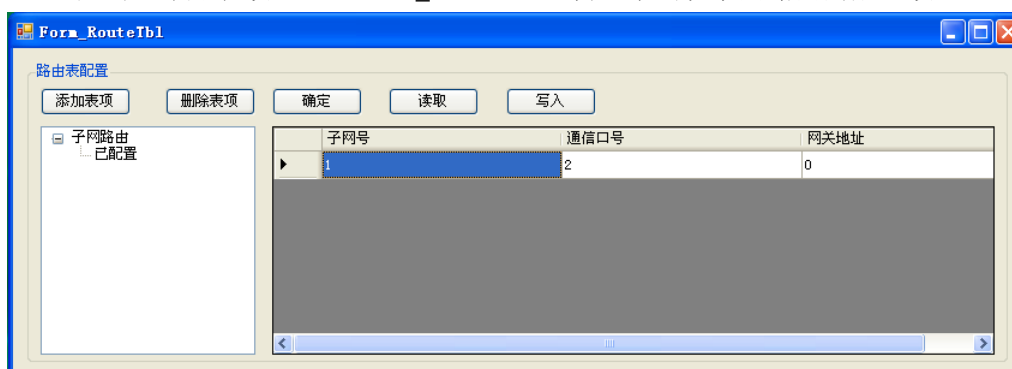 Form_RouteTbl
路由表配置
添加表项 删除表项 确定 读取 写入
子网路由
已配置
子网号 通信口号 网关地址
1 2 0